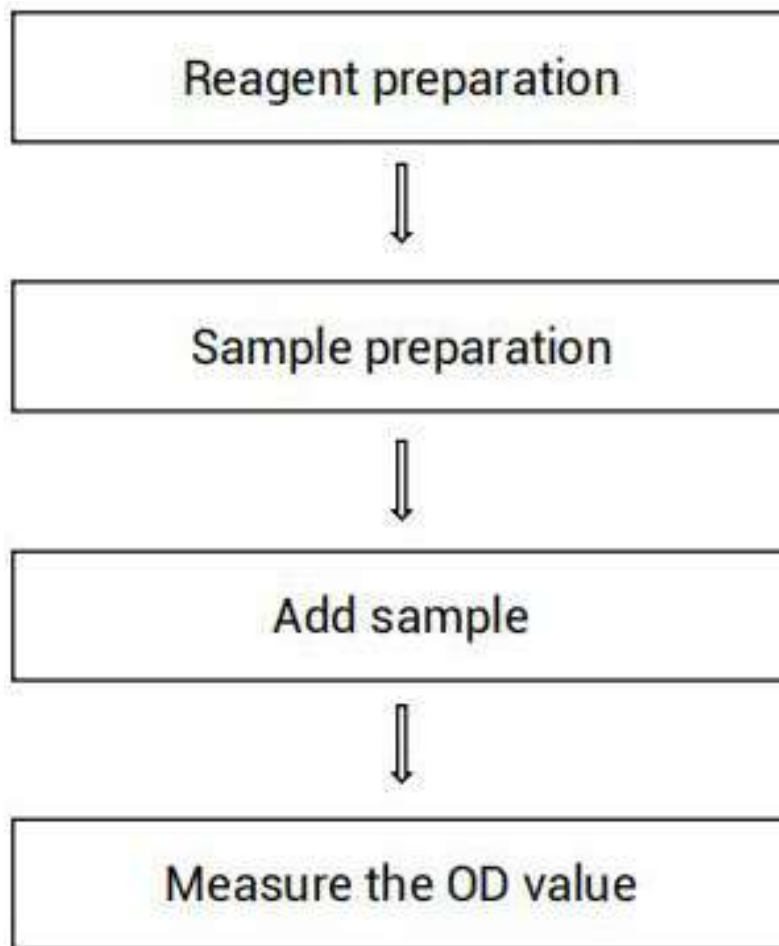 Reagent preparation
Sample preparation
Add sample
Measure the OD value